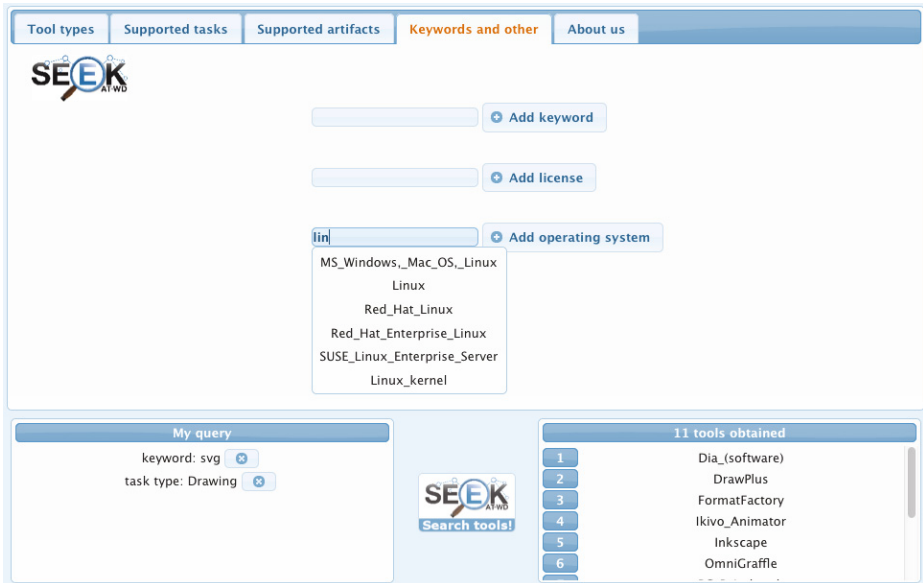 Tool types Supported tasks Supported artifacts Keywords and other About us
SEEK
AT-WD
Add keyword
Add license
lin Add operating system
MS_Windows,_Mac_OS,_Linux
Linux
Red_Hat_Linux
Red_Hat_Enterprise_Linux
SUSE_Linux_Enterprise_Server
Linux_kernel
My query
keyword: svg
task type: Drawing
SEEK
AT-WD
Search tools!
11 tools obtained
1 Dia_(software)
2 DrawPlus
3 FormatFactory
4 Ikivo_Animator
5 Inkscape
6 OmniGraffle